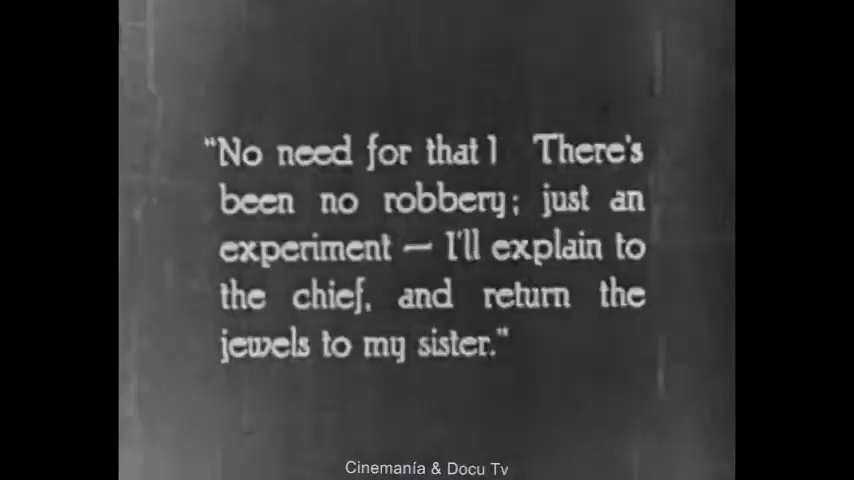 "No need for that! There's
been no robbery; just an
experiment — I'll explain to
the chief, and return the
jewels to my sister."
Cinemanía & Docu Tv